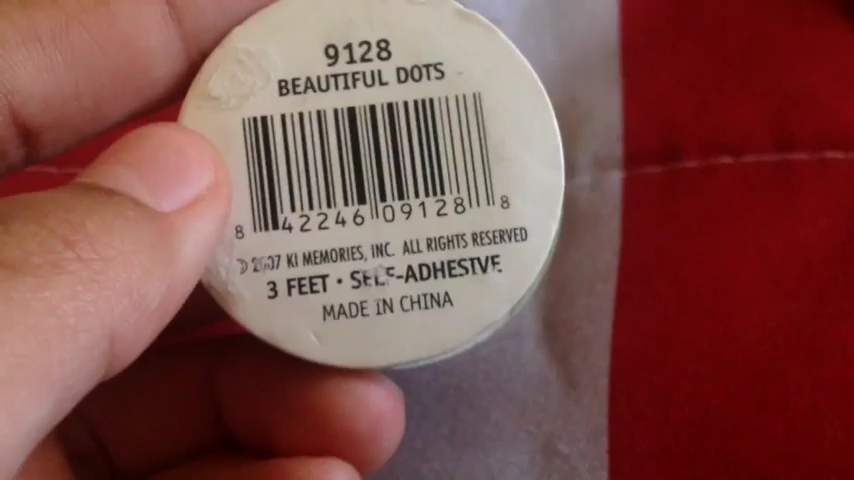 9128
BEAUTIFUL DOTS
8 42246 09128 8
© 2007 KI MEMORIES, INC. ALL RIGHTS RESERVED
3 FEET • SELF-ADHESIVE
MADE IN CHINA